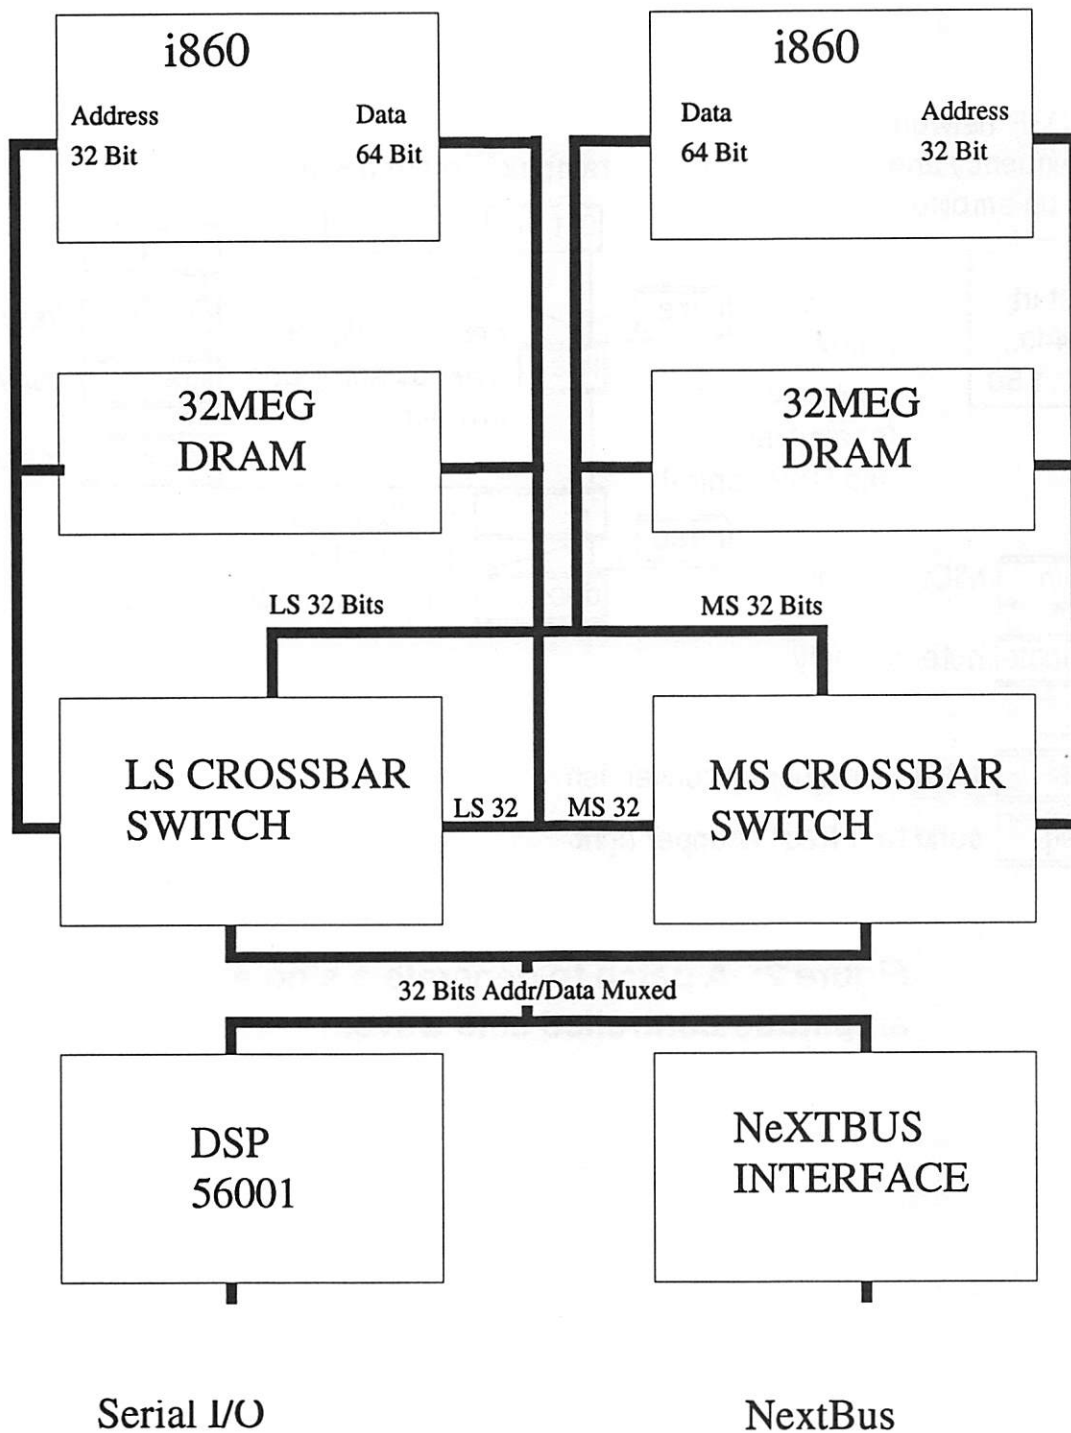 i860
i860
Address
Data
Data
Address
32 Bit
64 Bit
64 Bit
32 Bit
32MEG
DRAM
32MEG
DRAM
LS 32 Bits
MS 32 Bits
LS CROSSBAR
SWITCH
LS 32
MS 32
MS CROSSBAR
SWITCH
32 Bits Addr/Data Muxed
DSP
56001
NeXTBUS
INTERFACE
Serial I/O
NextBus